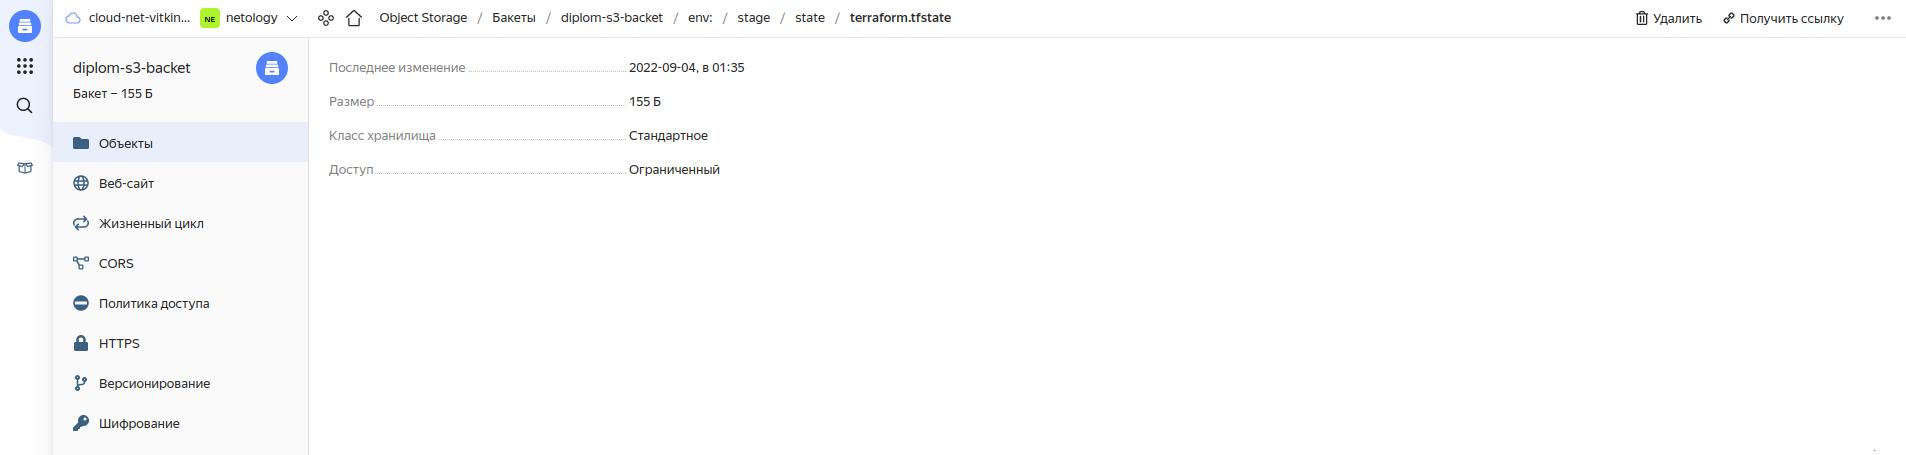 cloud-net-vitkin... NE netology Object Storage / Бакеты / diplom-s3-backet / env: / stage / state / terraform.tfstate Удалить Получить ссылку
diplom-s3-backet
Бакет – 155 Б
Объекты
Веб-сайт
Жизненный цикл
CORS
Политика доступа
HTTPS
Версионирование
Шифрование
Последнее изменение 2022-09-04, в 01:35
Размер 155 Б
Класс хранилища Стандартное
Доступ Ограниченный